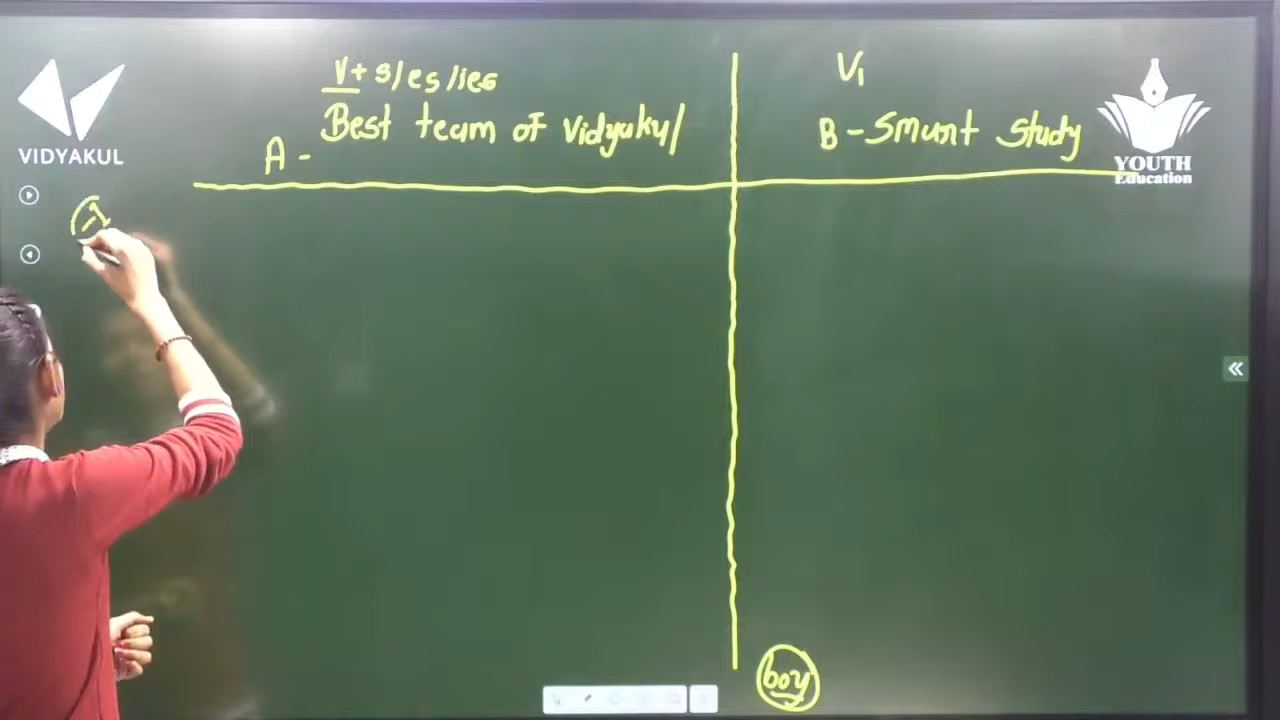 V+ s/es/ies
Best team of Vidyakul
A -
V1
B - Smart Study
VIDYAKUL
YOUTH
Education
boy